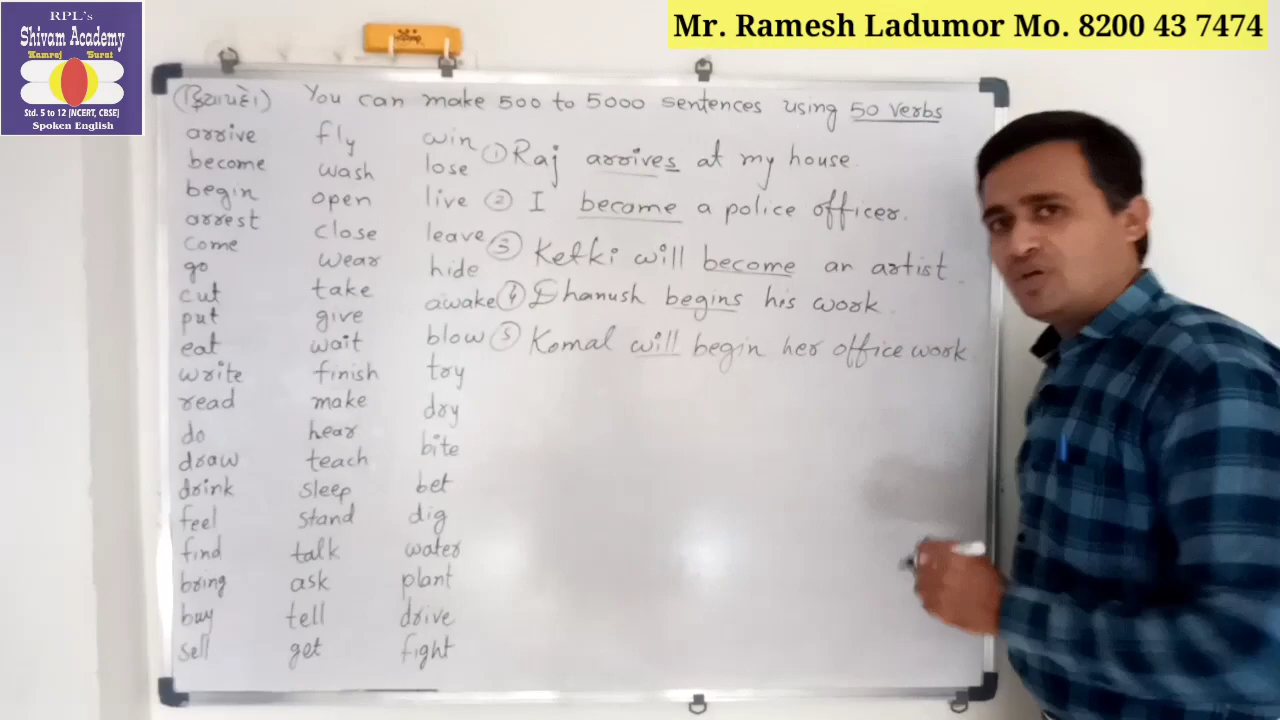 RPL's
Shivam Academy
Kamrej Surat
Std. 5 to 12 (NCERT, CBSE)
Spoken English
Mr. Ramesh Ladumor Mo. 8200 43 7474
(ક્રિયાપદો) You can make 500 to 5000 sentences using 50 verbs
arrive
become
begin
arrest
come
go
cut
put
eat
write
read
do
draw
drink
feel
find
bring
buy
sell
fly
wash
open
close
wear
take
give
wait
finish
make
hear
teach
sleep
stand
talk
ask
tell
get
win
lose
live
leave
hide
awake
blow
try
dry
bite
bet
dig
water
plant
drive
fight
① Raj arrives at my house.
② I become a police officer.
③ Ketki will become an artist.
④ Dhanush begins his work.
⑤ Komal will begin her office work